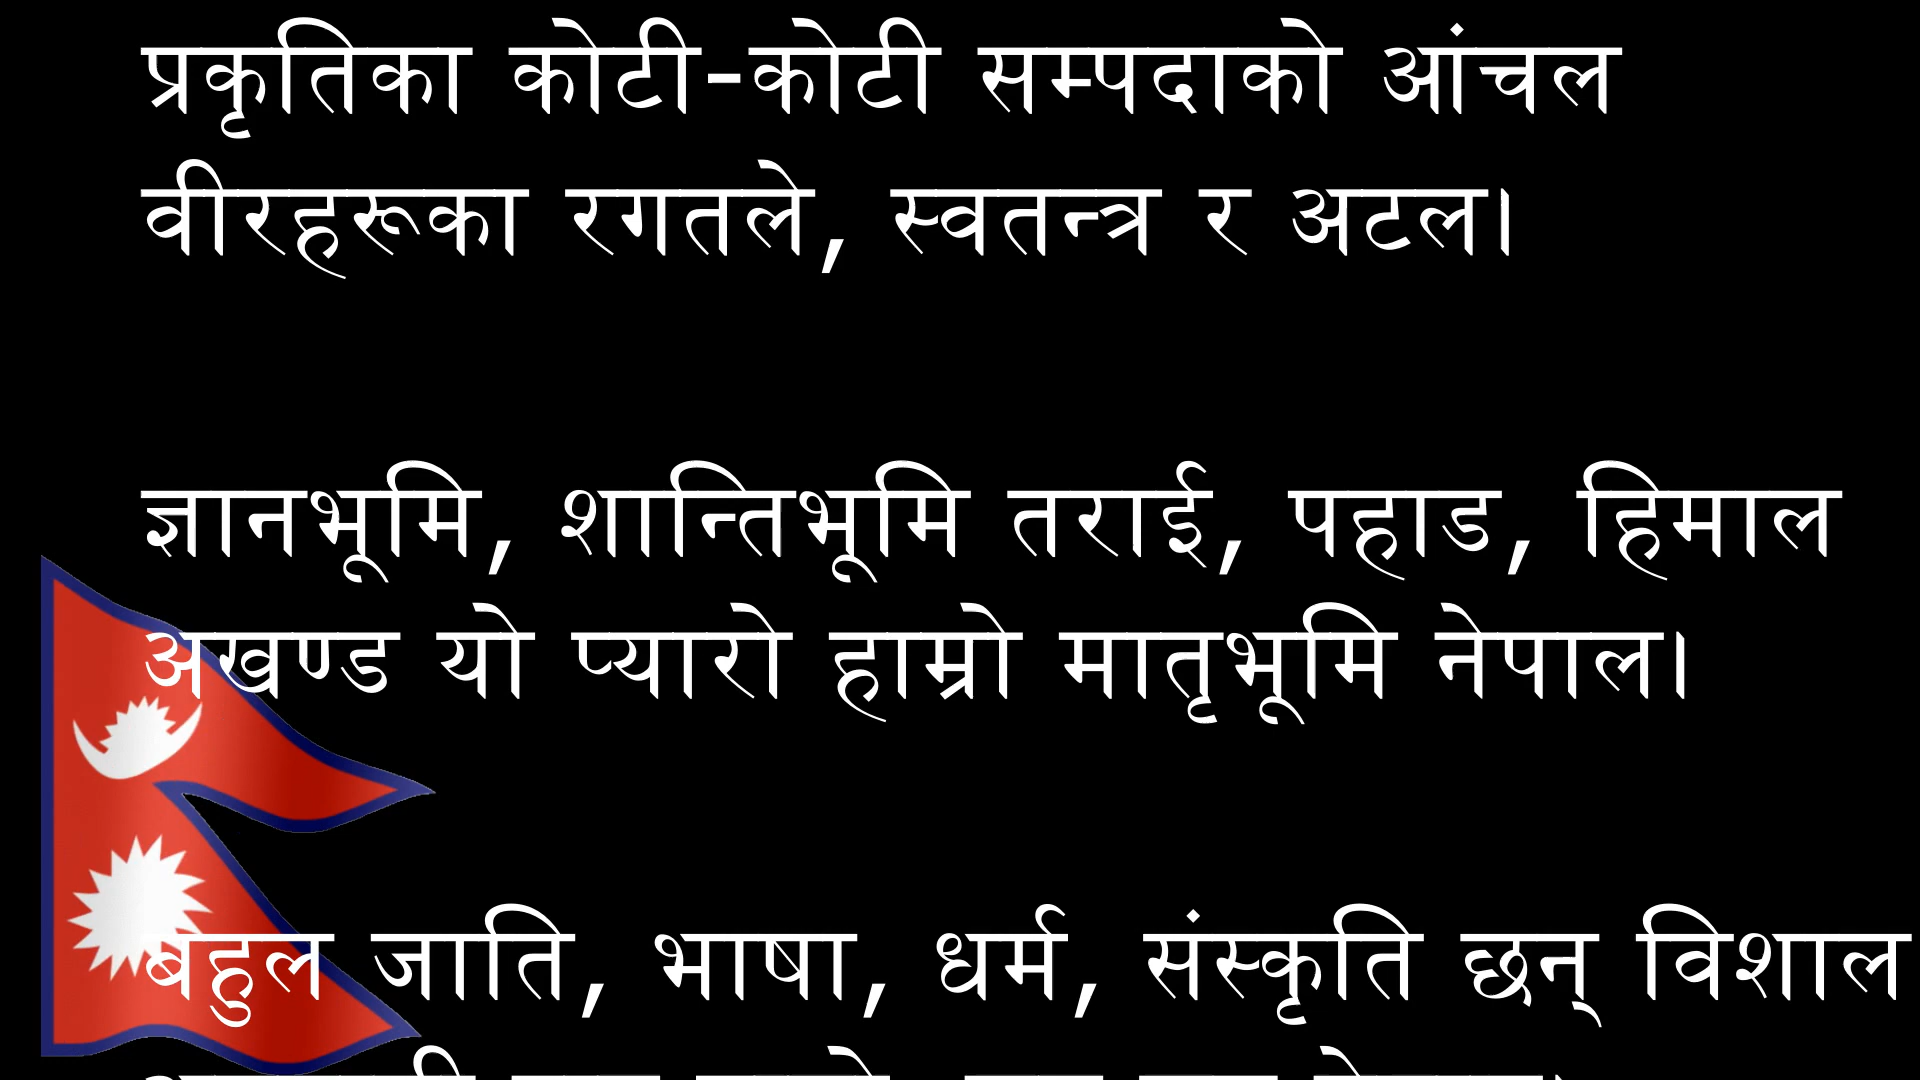 प्रकृतिका कोटी-कोटी सम्पदाको आंचल
वीरहरूका रगतले, स्वतन्त्र र अटल।
ज्ञानभूमि, शान्तिभूमि तराई, पहाड, हिमाल
अखण्ड यो प्यारो हाम्रो मातृभूमि नेपाल।
बहुल जाति, भाषा, धर्म, संस्कृति छन् विशाल